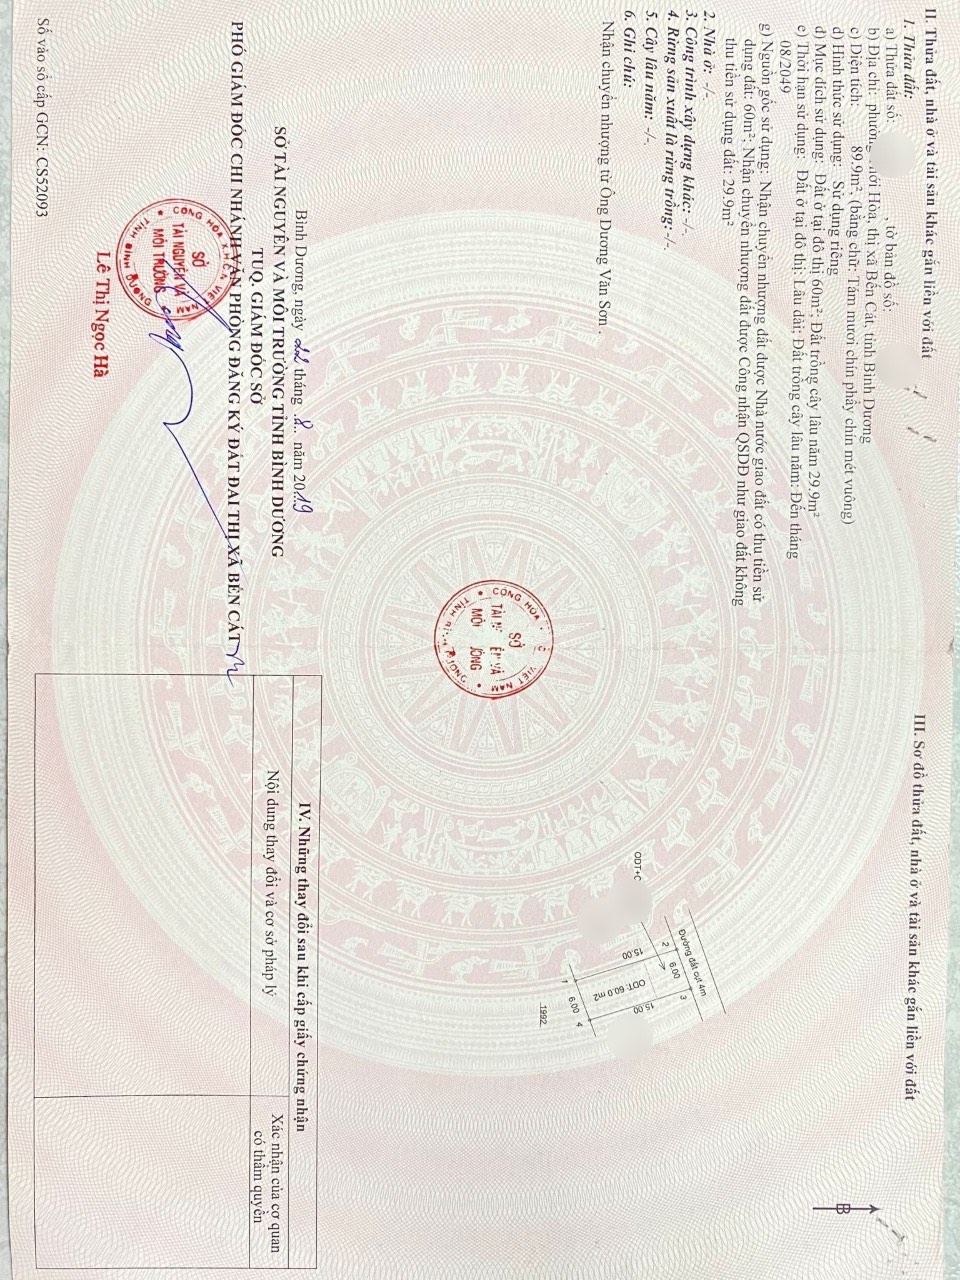 II. Thửa đất, nhà ở và tài sản khác gắn liền với đất
1. Thửa đất:
a) Thửa đất số: , tờ bản đồ số:
b) Địa chỉ: phường Thới Hoà, thị xã Bến Cát, tỉnh Bình Dương
c) Diện tích: 89.9m², (bằng chữ: Tám mươi chín phẩy chín mét vuông)
d) Hình thức sử dụng: Sử dụng riêng
đ) Mục đích sử dụng: Đất ở tại đô thị 60m²; Đất trồng cây lâu năm 29.9m²
e) Thời hạn sử dụng: Đất ở tại đô thị: Lâu dài; Đất trồng cây lâu năm: Đến tháng
08/2049
g) Nguồn gốc sử dụng: Nhận chuyển nhượng đất được Nhà nước giao đất có thu tiền sử
dụng đất: 60m²; Nhận chuyển nhượng đất được Công nhận QSDĐ như giao đất không
thu tiền sử dụng đất: 29.9m²
2. Nhà ở: -/-.
3. Công trình xây dựng khác:-/-.
4. Rừng sản xuất là rừng trồng:-/-.
5. Cây lâu năm: -/-.
6. Ghi chú:
Nhận chuyển nhượng từ Ông Dương Văn Sơn .
Bình Dương, ngày 22 tháng .8.. năm 2019
SỞ TÀI NGUYÊN VÀ MÔI TRƯỜNG TỈNH BÌNH DƯƠNG
TUQ. GIÁM ĐỐC SỞ
PHÓ GIÁM ĐỐC CHI NHÁNH VĂN PHÒNG ĐĂNG KÝ ĐẤT ĐAI THỊ XÃ BẾN CÁT
CỘNG HÒA X.H.CH.N VIỆT NAM
SỞ
TÀI NGUYÊN VÀ
MÔI TRƯỜNG
TỈNH BÌNH DƯƠNG
Lê Thị Ngọc Hà
Số vào sổ cấp GCN: CS52093
CỘNG HÒA VIỆT NAM
SỞ
TÀI
MÔI
TỈNH
III. Sơ đồ thửa đất, nhà ở và tài sản khác gắn liền với đất
B
Đường đất cụt 4m
2 6.00 3
ODT+C
15.00
ODT: 60.0 m2
15.00
1 6.00 4
1992
IV. Những thay đổi sau khi cấp giấy chứng nhận
Nội dung thay đổi và cơ sở pháp lý
Xác nhận của cơ quan
có thẩm quyền